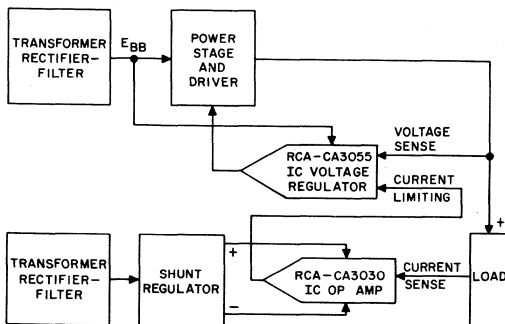 TRANSFORMER
RECTIFIER-
FILTER
EBB
POWER
STAGE
AND
DRIVER
RCA-CA3055
IC VOLTAGE
REGULATOR
VOLTAGE
SENSE
CURRENT
LIMITING
TRANSFORMER
RECTIFIER-
FILTER
SHUNT
REGULATOR
+
−
RCA-CA3030
IC OP AMP
CURRENT
SENSE
+
LOAD